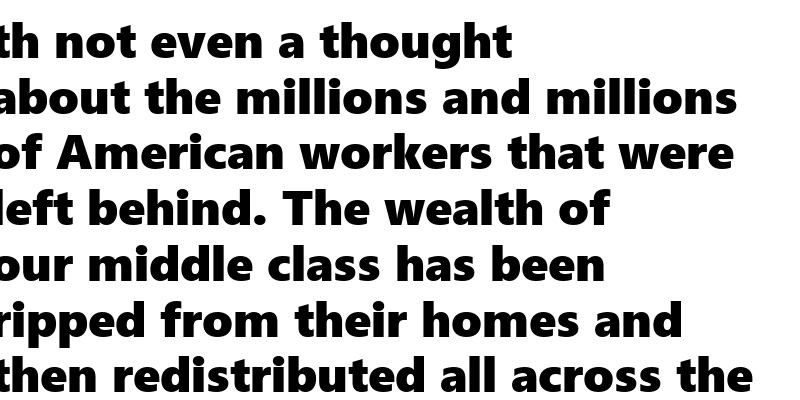 th not even a thought
about the millions and millions
of American workers that were
left behind. The wealth of
our middle class has been
ripped from their homes and
then redistributed all across the